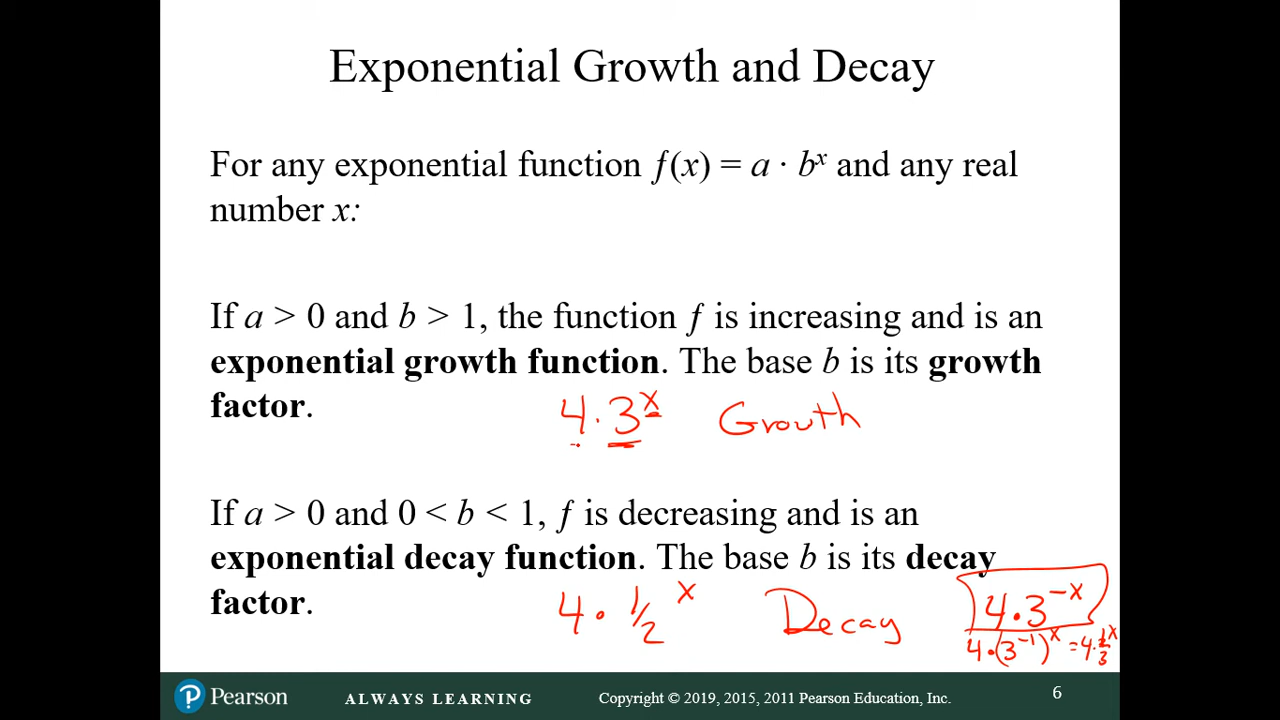 Exponential Growth and Decay
For any exponential function f(x) = a · bˣ and any real
number x:
If a > 0 and b > 1, the function f is increasing and is an
exponential growth function. The base b is its growth
factor.
4 · 3ˣ Growth
If a > 0 and 0 < b < 1, f is decreasing and is an
exponential decay function. The base b is its decay
factor.
4 · 1/2 ˣ Decay 4 · 3⁻ˣ
4 · (3⁻¹)ˣ = 4 · 1/3 ˣ
Pearson ALWAYS LEARNING Copyright © 2019, 2015, 2011 Pearson Education, Inc. 6